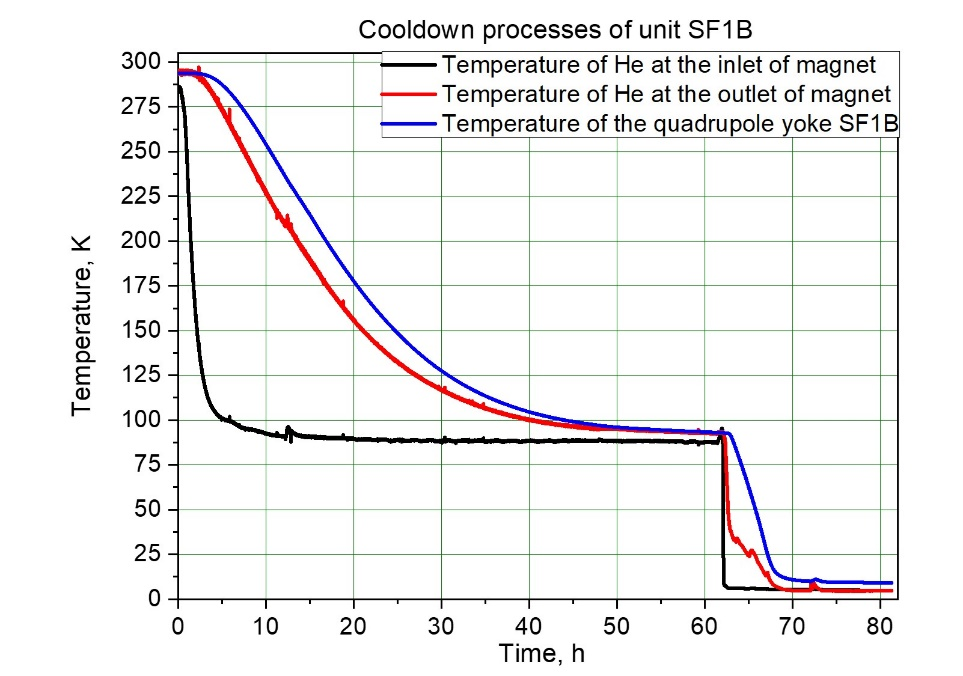 Cooldown processes of unit SF1B
Temperature of He at the inlet of magnet
Temperature of He at the outlet of magnet
Temperature of the quadrupole yoke SF1B
Temperature, K
300
275
250
225
200
175
150
125
100
75
50
25
0
0 10 20 30 40 50 60 70 80
Time, h